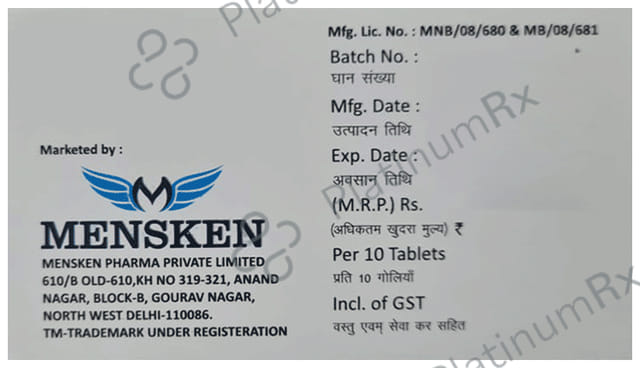 Marketed by :
MENSKEN
MENSKEN PHARMA PRIVATE LIMITED
610/B OLD-610,KH NO 319-321, ANAND
NAGAR, BLOCK-B, GOURAV NAGAR,
NORTH WEST DELHI-110086.
TM-TRADEMARK UNDER REGISTERATION
Mfg. Lic. No. : MNB/08/680 & MB/08/681
Batch No. :
घान संख्या
Mfg. Date :
उत्पादन तिथि
Exp. Date :
अवसान तिथि
(M.R.P.) Rs.
(अधिकतम खुदरा मुल्य) ₹
Per 10 Tablets
प्रति 10 गोलियाँ
Incl. of GST
वस्तु एवम् सेवा कर सहित
PlatinumRx
PlatinumRx
PlatinumRx